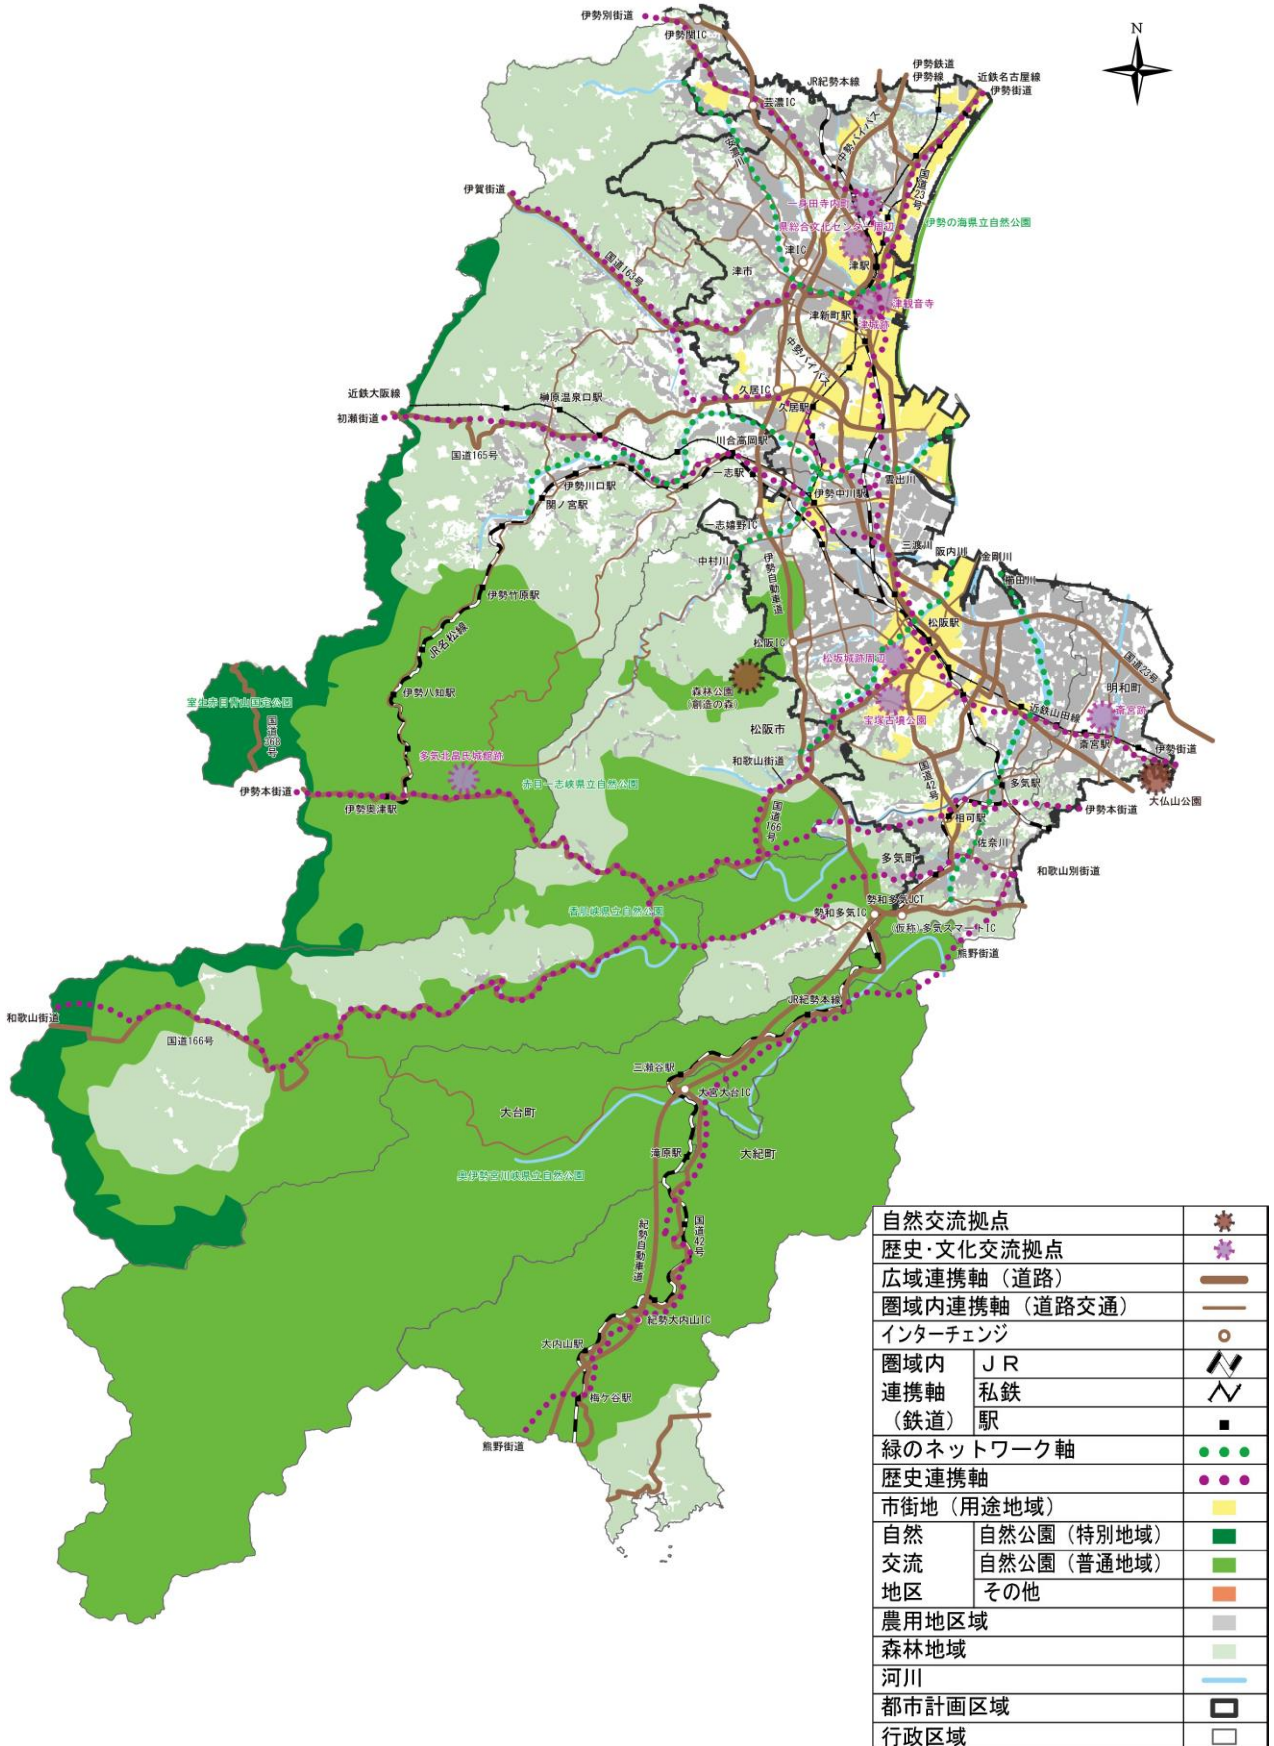 伊勢別街道
伊勢関IC
N
JR紀勢本線
伊勢鉄道
伊勢線
近鉄名古屋線
伊勢街道
芸濃IC
中勢バイパス
安濃川
国道23号
伊賀街道
一身田寺内町
県総合文化センター周辺
伊勢の海県立自然公園
津IC
津駅
国道163号
津市
津観音寺
津新町駅
津城跡
中勢バイパス
近鉄大阪線
榊原温泉口駅
久居IC
久居駅
初瀬街道
川合高岡駅
国道165号
一志駅
伊勢川口駅
伊勢中川駅
雲出川
関ノ宮駅
一志嬉野IC
三渡川
阪内川
金剛川
中村川
伊勢自動車道
櫛田川
伊勢竹原駅
松阪駅
JR名松線
松阪IC
松坂城跡周辺
国道23号
伊勢八知駅
森林公園
(創造の森)
明和町
室生赤目青山国定公園
国道368号
宝塚古墳公園
近鉄山田線
斎宮跡
松阪市
斎宮駅
多気北畠氏城館跡
伊勢街道
和歌山街道
赤目一志峡県立自然公園
国道42号
多気駅
伊勢本街道
大仏山公園
伊勢奥津駅
国道166号
相可駅
伊勢本街道
佐奈川
多気町
和歌山別街道
勢和多気JCT
香肌峡県立自然公園
勢和多気IC
(仮称)多気スマートIC
熊野街道
JR紀勢本線
和歌山街道
国道166号
三瀬谷駅
大宮大台IC
大台町
滝原駅
大紀町
奥伊勢宮川峡県立自然公園
紀勢自動車道
国道42号
紀勢大内山IC
大内山駅
梅ケ谷駅
熊野街道
自然交流拠点
歴史･文化交流拠点
広域連携軸（道路）
圏域内連携軸（道路交通）
インターチェンジ
圏域内
連携軸
（鉄道）
ＪＲ
私鉄
駅
緑のネットワーク軸
歴史連携軸
市街地（用途地域）
自然
交流
地区
自然公園（特別地域）
自然公園（普通地域）
その他
農用地区域
森林地域
河川
都市計画区域
行政区域